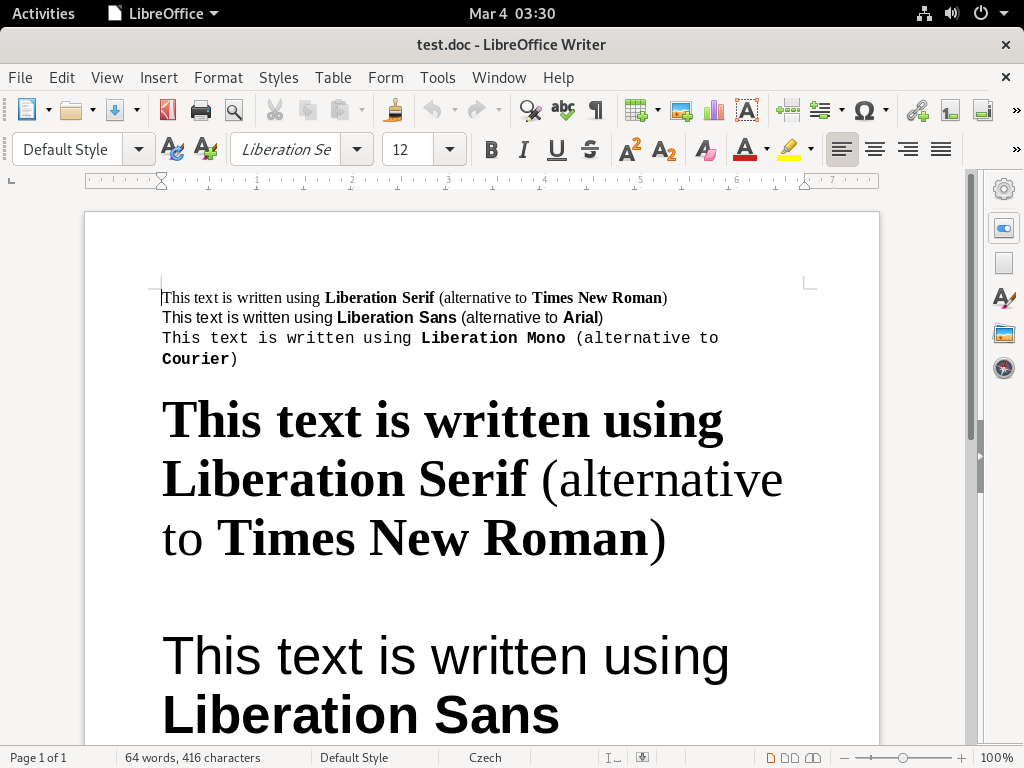 Activities LibreOffice Mar 4 03:30
test.doc - LibreOffice Writer
File Edit View Insert Format Styles Table Form Tools Window Help
Default Style Liberation Se 12
1 2 3 4 5 6 7
This text is written using Liberation Serif (alternative to Times New Roman)
This text is written using Liberation Sans (alternative to Arial)
This text is written using Liberation Mono (alternative to
Courier)
This text is written using
Liberation Serif (alternative
to Times New Roman)
This text is written using
Liberation Sans
Page 1 of 1 64 words, 416 characters Default Style Czech 100%